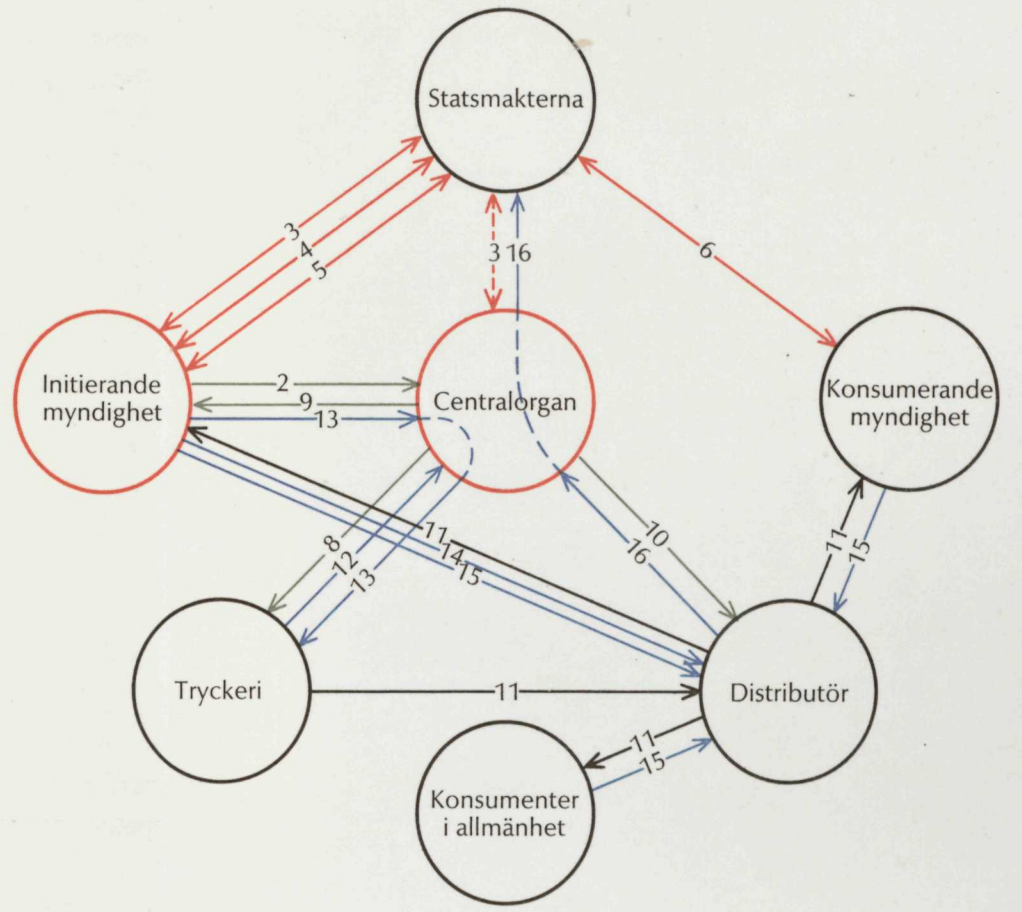 Statsmakterna
3
4
5
3 16
6
Initierande
myndighet
2
9
13
Centralorgan
Konsumerande
myndighet
8
12
13
11
14
15
10
16
11
15
Tryckeri
11
Distributör
11
15
Konsumenter
i allmänhet